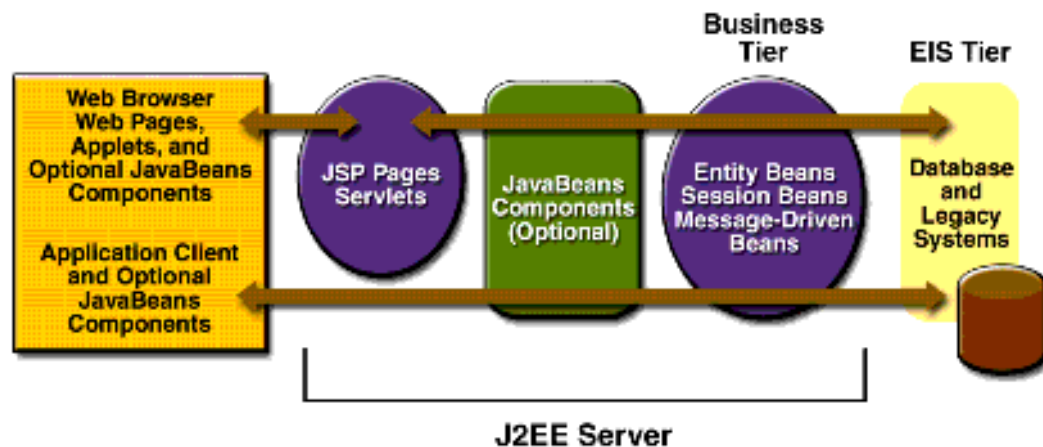 Business
Tier
EIS Tier
Web Browser
Web Pages,
Applets, and
Optional JavaBeans
Components
Application Client
and Optional
JavaBeans
Components
JSP Pages
Servlets
JavaBeans
Components
(Optional)
Entity Beans
Session Beans
Message-Driven
Beans
Database
and
Legacy
Systems
J2EE Server